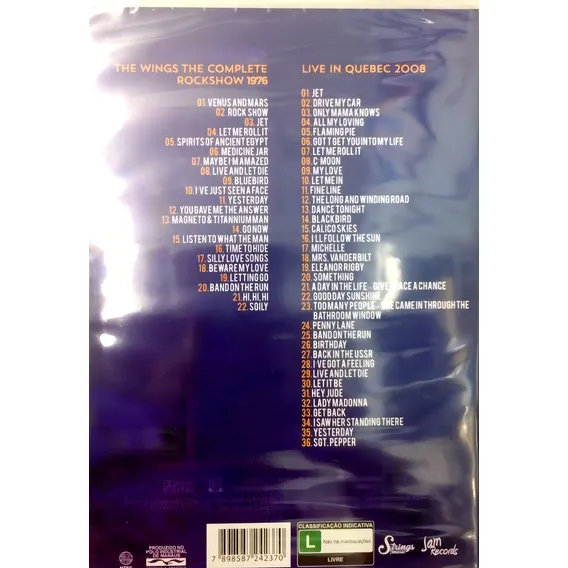 THE WINGS THE COMPLETE
ROCKSHOW 1976
01. VENUS AND MARS
02. ROCK SHOW
03. JET
04. LET ME ROLL IT
05. SPIRITS OF ANCIENT EGYPT
06. MEDICINE JAR
07. MAYBE I'M AMAZED
08. LIVE AND LET DIE
09. BLUEBIRD
10. I'VE JUST SEEN A FACE
11. YESTERDAY
12. YOU GAVE ME THE ANSWER
13. MAGNETO & TITANNIUM MAN
14. GO NOW
15. LISTEN TO WHAT THE MAN
16. TIME TO HIDE
17. SILLY LOVE SONGS
18. BEWARE MY LOVE
19. LETTING GO
20. BAND ON THE RUN
21. HI, HI, HI
22. SOILY
LIVE IN QUEBEC 2008
01. JET
02. DRIVE MY CAR
03. ONLY MAMA KNOWS
04. ALL MY LOVING
05. FLAMING PIE
06. GOT T GET YOU INTO MY LIFE
07. LET ME ROLL IT
08. C' MOON
09. MY LOVE
10. LET ME IN
11. FINE LINE
12. THE LONG AND WINDING ROAD
13. DANCE TONIGHT
14. BLACKBIRD
15. CALICO SKIES
16. I'LL FOLLOW THE SUN
17. MICHELLE
18. MRS. VANDERBILT
19. ELEANOR RIGBY
20. SOMETHING
21. A DAY IN THE LIFE - GIVE PEACE A CHANCE
22. GOOD DAY SUNSHINE
23. TOO MANY PEOPLE - SHE CAME IN THROUGH THE
BATHROOM WINDOW
24. PENNY LANE
25. BAND ON THE RUN
26. BIRTHDAY
27. BACK IN THE USSR
28. I'VE GOT A FEELING
29. LIVE AND LET DIE
30. LET IT BE
31. HEY JUDE
32. LADY MADONNA
33. GET BACK
34. I SAW HER STANDING THERE
35. YESTERDAY
36. SGT. PEPPER
PRODUZIDO NO
PÓLO INDUSTRIAL
DE MANAUS
7 898587 242370
CLASSIFICAÇÃO INDICATIVA
L
Não há inadequações
LIVRE
Strings
Jam
Records